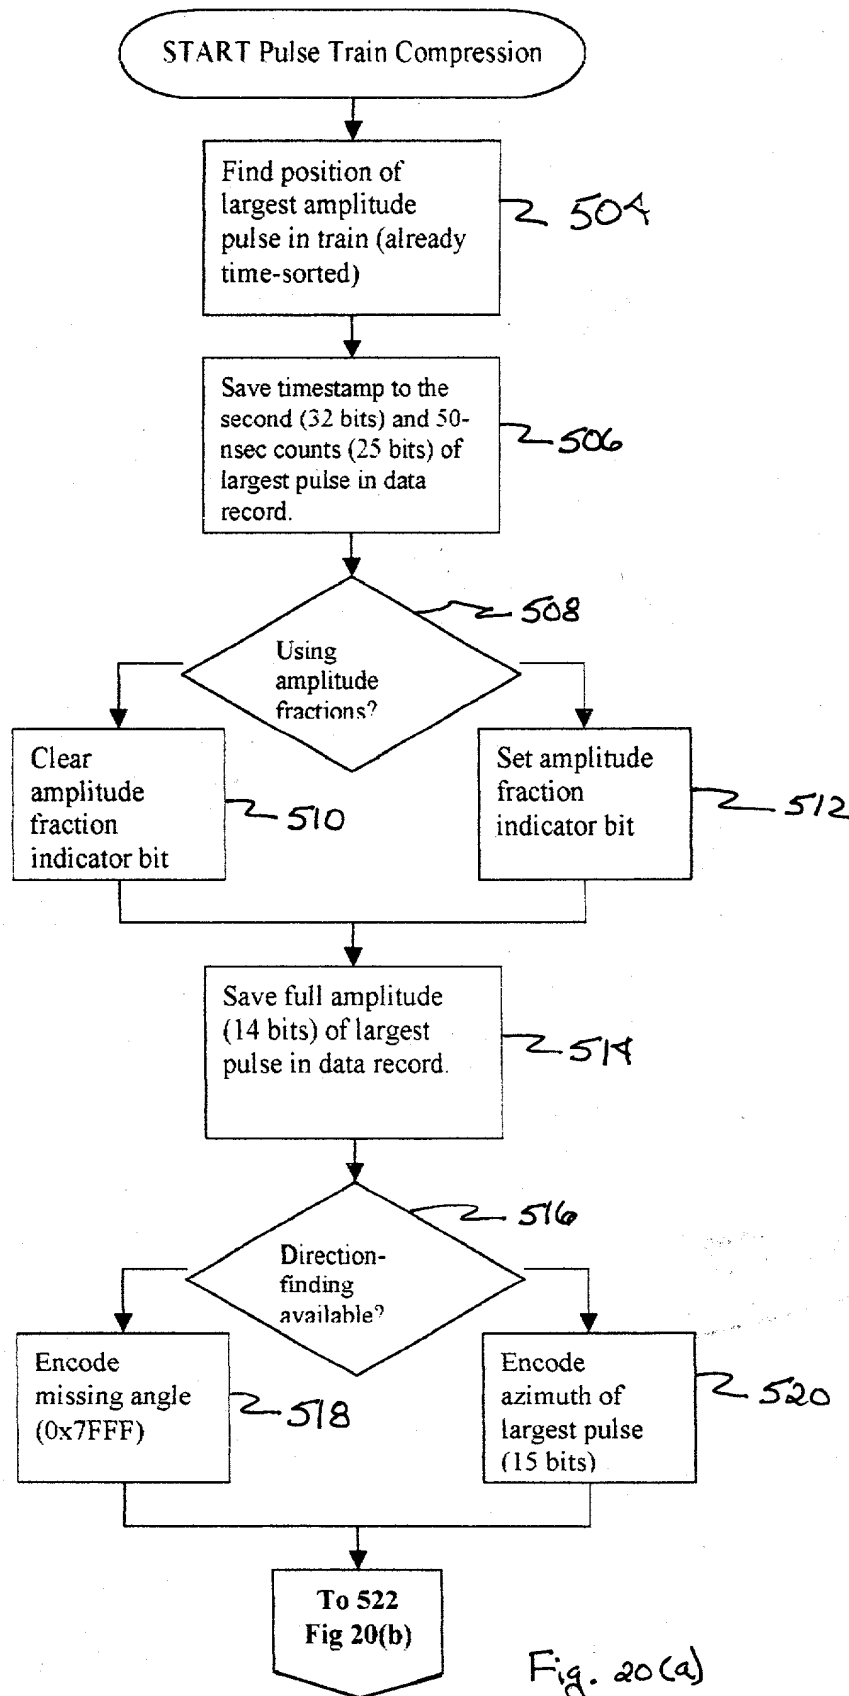 START Pulse Train Compression
Find position of
largest amplitude
pulse in train (already
time-sorted)
504
Save timestamp to the
second (32 bits) and 50-
nsec counts (25 bits) of
largest pulse in data
record.
506
508
Using
amplitude
fractions?
Clear
amplitude
fraction
indicator bit
510
Set amplitude
fraction
indicator bit
512
Save full amplitude
(14 bits) of largest
pulse in data record.
514
516
Direction-
finding
available?
Encode
missing angle
(0x7FFF)
518
Encode
azimuth of
largest pulse
(15 bits)
520
To 522
Fig 20(b)
Fig. 20(a)